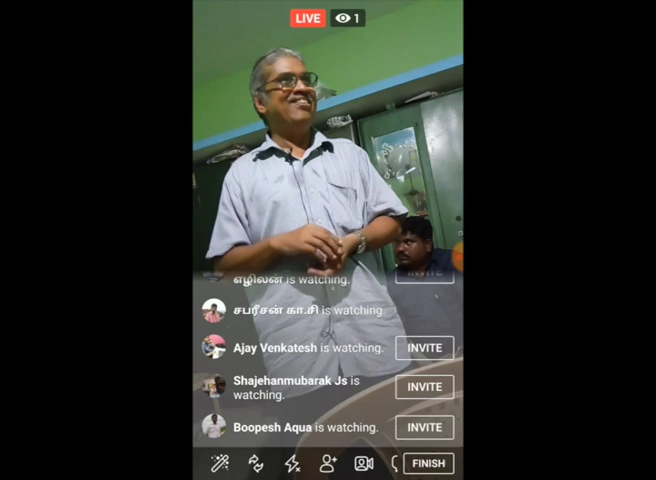 LIVE 1
எழிலன் is watching.
INVITE
சபரீசன் கா.சி is watching.
Ajay Venkatesh is watching.
INVITE
Shajehanmubarak Js is
watching.
INVITE
Boopesh Aqua is watching.
INVITE
FINISH